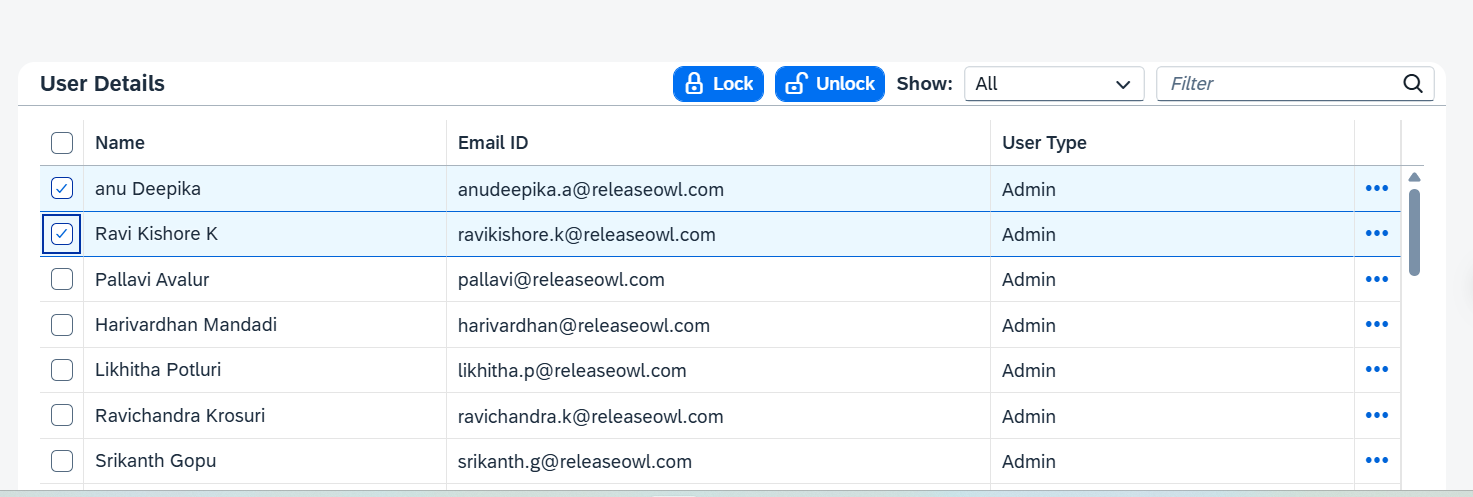 User Details Lock Unlock Show: All Filter
Name Email ID User Type
anu Deepika anudeepika.a@releaseowl.com Admin
Ravi Kishore K ravikishore.k@releaseowl.com Admin
Pallavi Avalur pallavi@releaseowl.com Admin
Harivardhan Mandadi harivardhan@releaseowl.com Admin
Likhitha Potluri likhitha.p@releaseowl.com Admin
Ravichandra Krosuri ravichandra.k@releaseowl.com Admin
Srikanth Gopu srikanth.g@releaseowl.com Admin